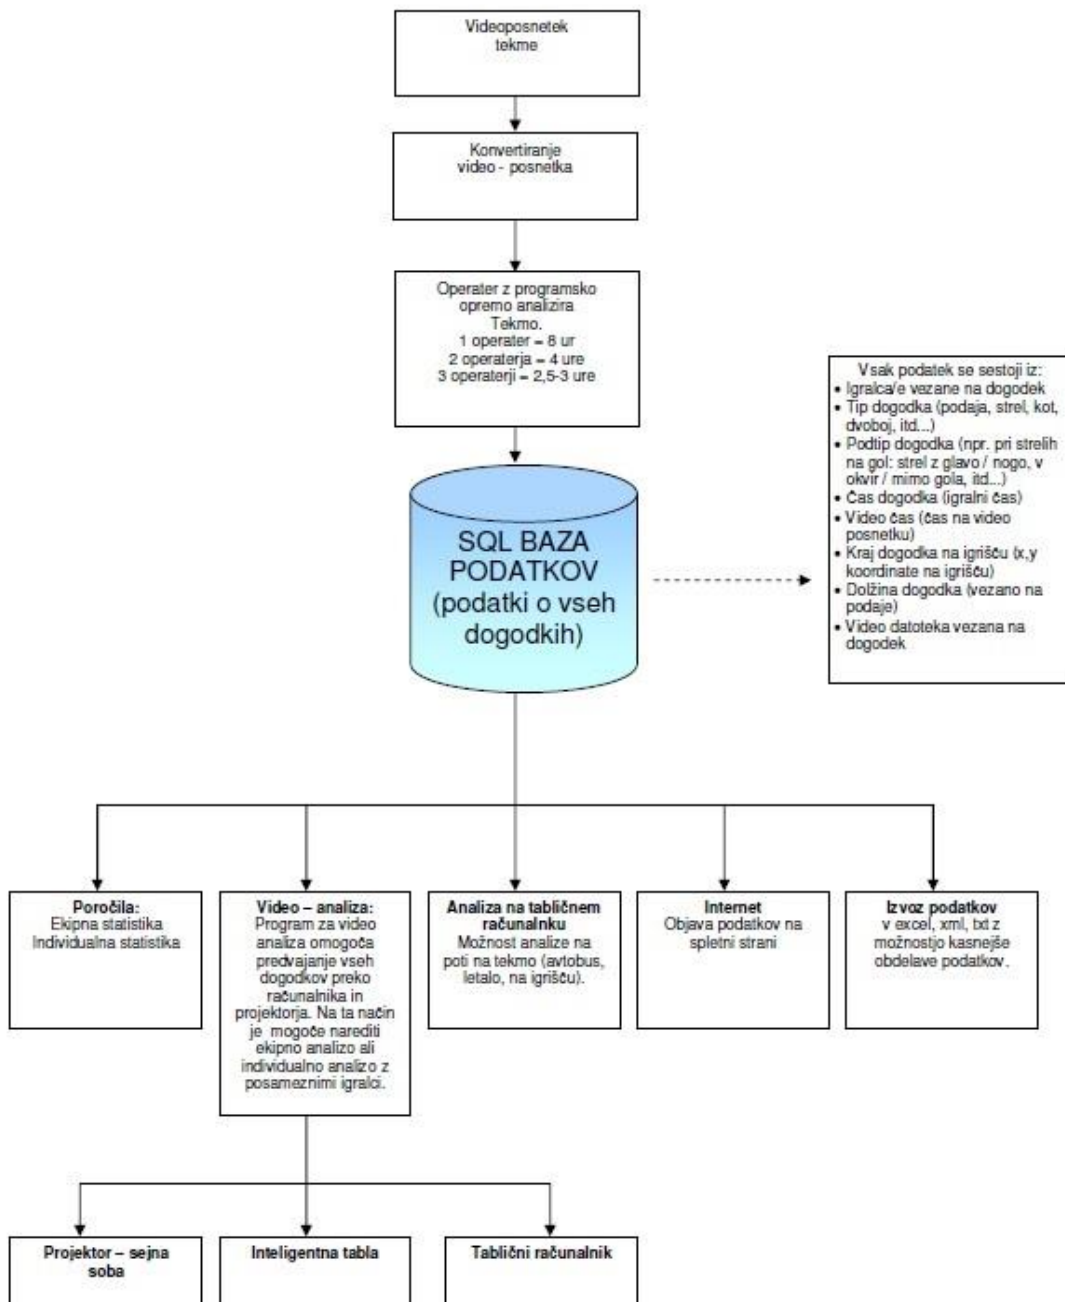 Videoposnetek
tekme
Konvertiranje
video - posnetka
Operater z programsko
opremo analizira
Tekmo.
1 operater = 8 ur
2 operaterja = 4 ure
3 operaterji = 2,5-3 ure
Vsak podatek se sestoji iz:
• Igralca/e vezane na dogodek
• Tip dogodka (podaja, strel, kot,
dvoboj, itd...)
• Podtip dogodka (npr. pri strelih
na gol: strel z glavo / nogo, v
okvir / mimo gola, itd...)
• Čas dogodka (igralni čas)
• Video čas (čas na video
posnetku)
• Kraj dogodka na igrišču (x,y
koordinate na igrišču)
• Dolžina dogodka (vezano na
podaje)
• Video datoteka vezana na
dogodek
SQL BAZA
PODATKOV
(podatki o vseh
dogodkih)
Poročila:
Ekipna statistika
Individualna statistika
Video – analiza:
Program za video
analiza omogoča
predvajanje vseh
dogodkov preko
računalnika in
projektorja. Na ta način
je mogoče narediti
ekipno analizo ali
individualno analizo z
posameznimi igralci.
Analiza na tabličnem
računalnku
Možnost analize na
poti na tekmo (avtobus,
letalo, na igrišču).
Internet
Objava podatkov na
spletni strani
Izvoz podatkov
v excel, xml, txt z
možnostjo kasnejše
obdelave podatkov.
Projektor – sejna
soba
Inteligentna tabla
Tablični računalnik